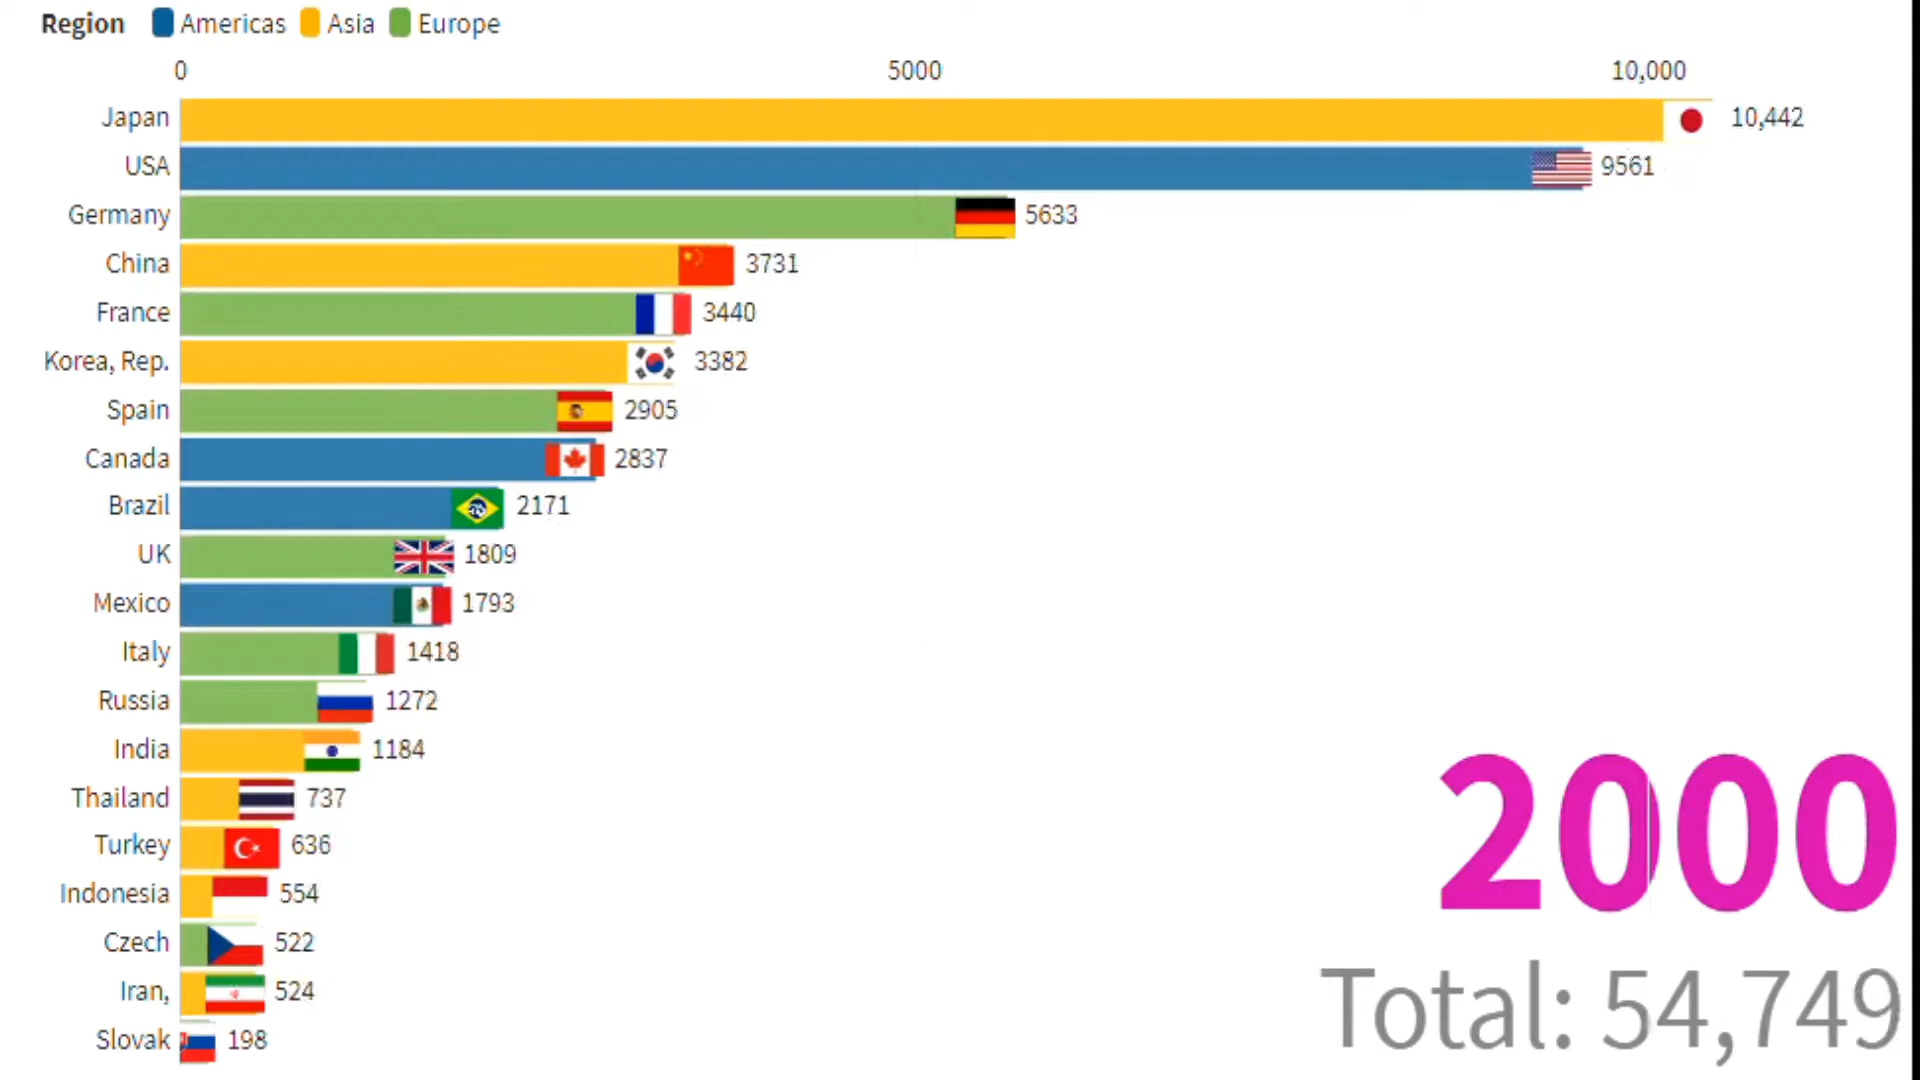 Region Americas Asia Europe
0 5000 10,000
Japan 10,442
USA 9561
Germany 5633
China 3731
France 3440
Korea, Rep. 3382
Spain 2905
Canada 2837
Brazil 2171
UK 1809
Mexico 1793
Italy 1418
Russia 1272
India 1184
Thailand 737
Turkey 636
Indonesia 554
Czech 522
Iran, 524
Slovak 198
2000
Total: 54,749